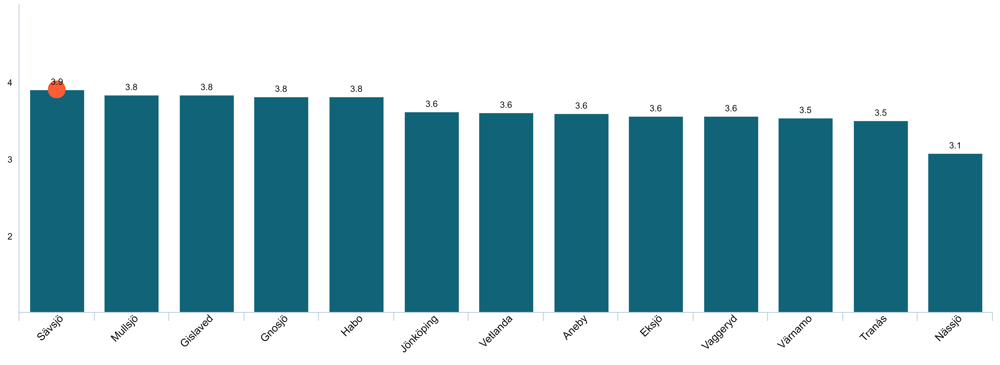 4
3
2
3.9
3.8
3.8
3.8
3.8
3.6
3.6
3.6
3.6
3.6
3.5
3.5
3.1
Sävsjö
Mullsjö
Gislaved
Gnosjö
Habo
Jönköping
Vetlanda
Aneby
Eksjö
Vaggeryd
Värnamo
Tranås
Nässjö